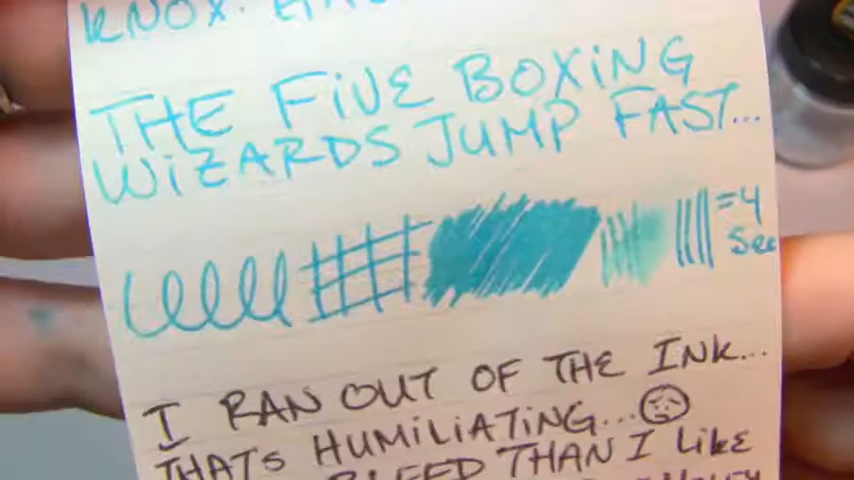 KNOX.
THE FiVE BOXiNG
WiZARDS JUMP FAST...
=4
Sec
I RAN OUT OF THE INK...
THATS HUMiLiATiNG...
BLEED THAN I LiKE